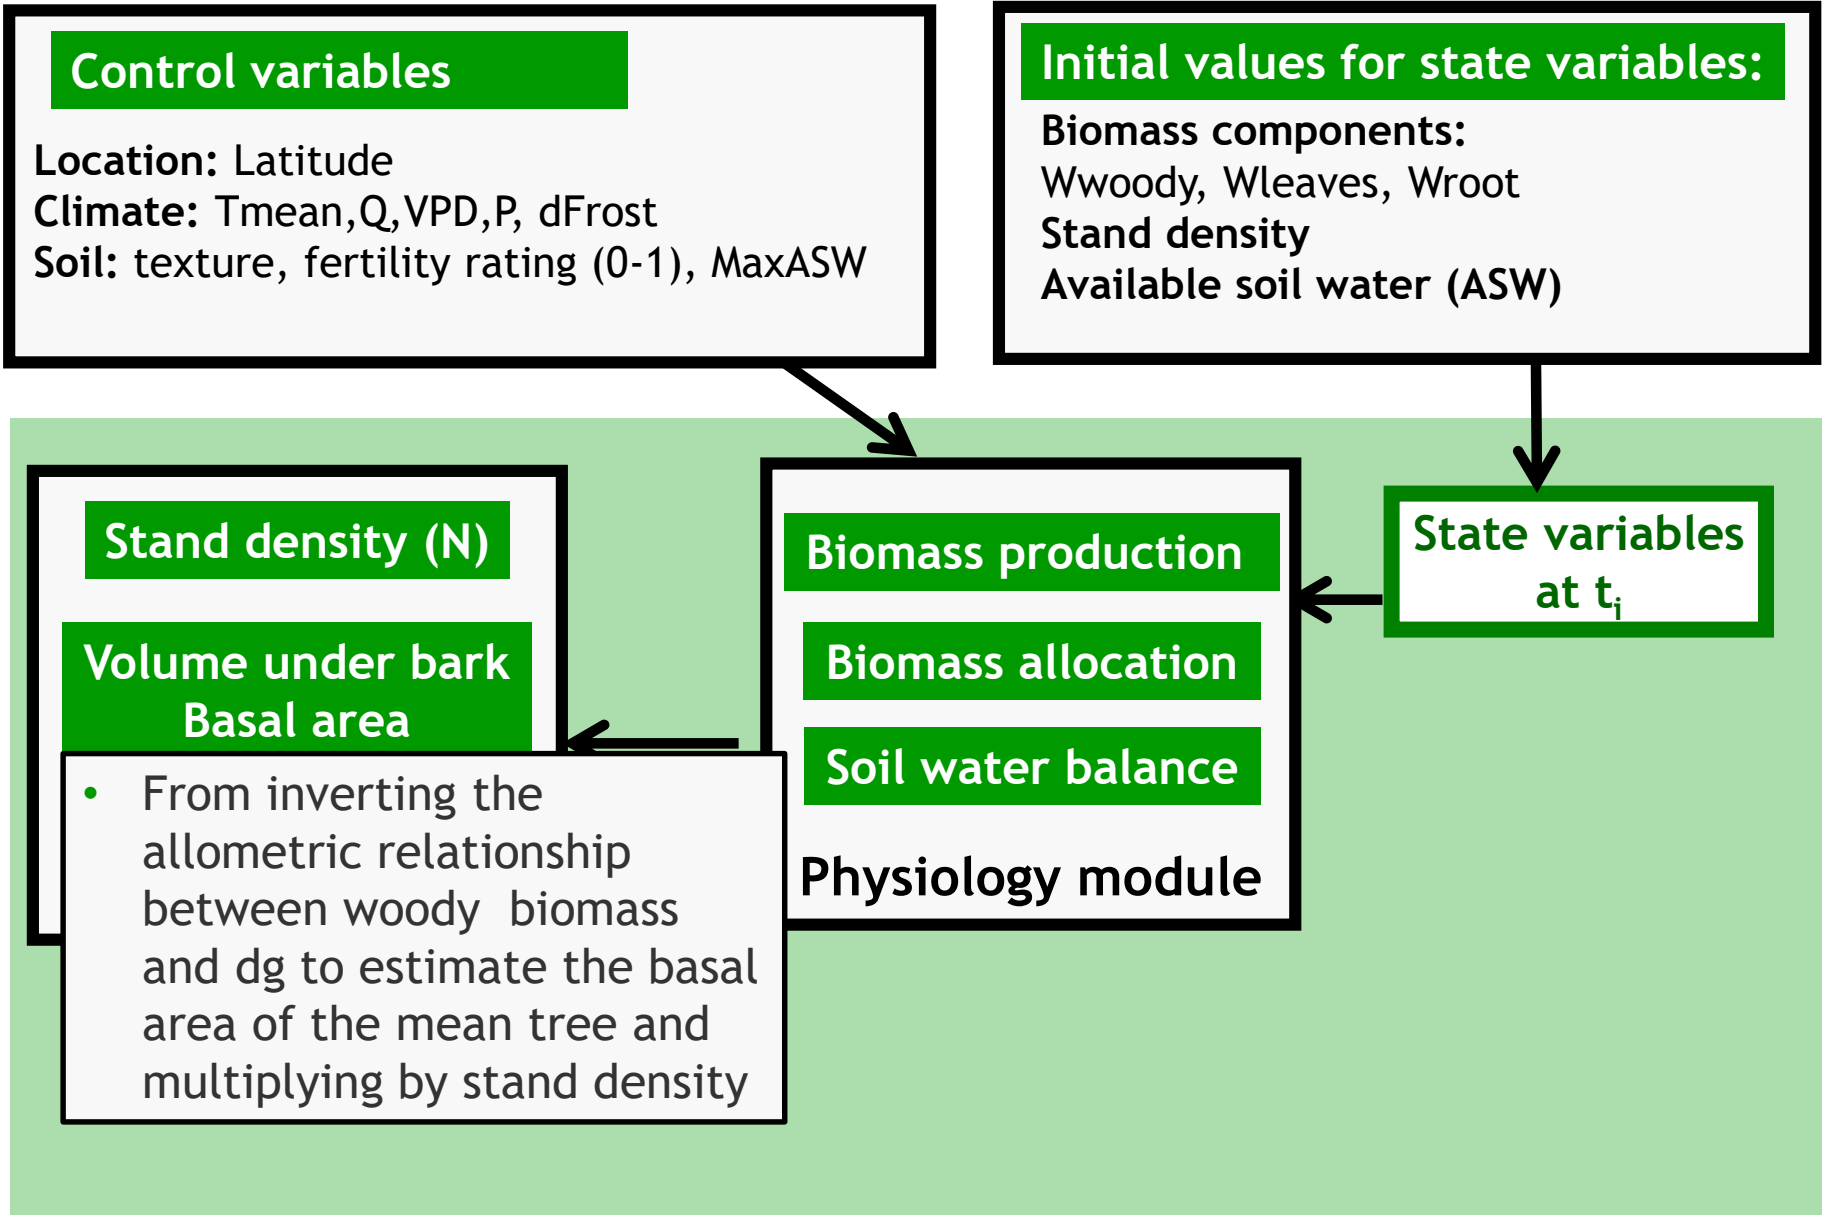 Control variables
Location: Latitude
Climate: Tmean,Q,VPD,P, dFrost
Soil: texture, fertility rating (0-1), MaxASW
Initial values for state variables:
Biomass components:
Wwoody, Wleaves, Wroot
Stand density
Available soil water (ASW)
Stand density (N)
Volume under bark
Basal area
• From inverting the
allometric relationship
between woody  biomass
and dg to estimate the basal
area of the mean tree and
multiplying by stand density
Biomass production
Biomass allocation
Soil water balance
Physiology module
State variables
at ti